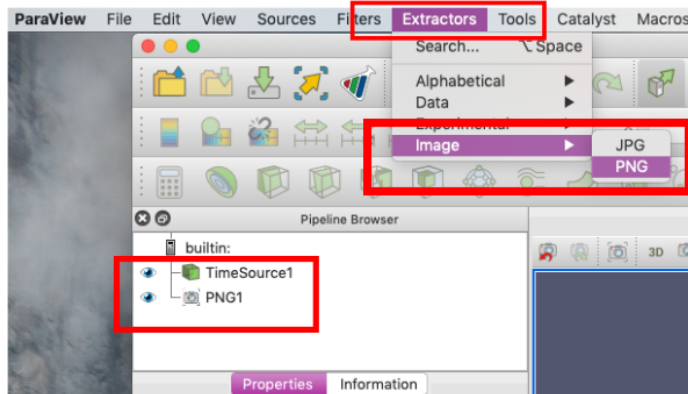 ParaView File Edit View Sources Filters Extractors Tools Catalyst Macros
Search... ⌥ Space
Alphabetical
Data
Experimental
Image
JPG
PNG
Pipeline Browser
builtin:
TimeSource1
PNG1
3D
Properties Information